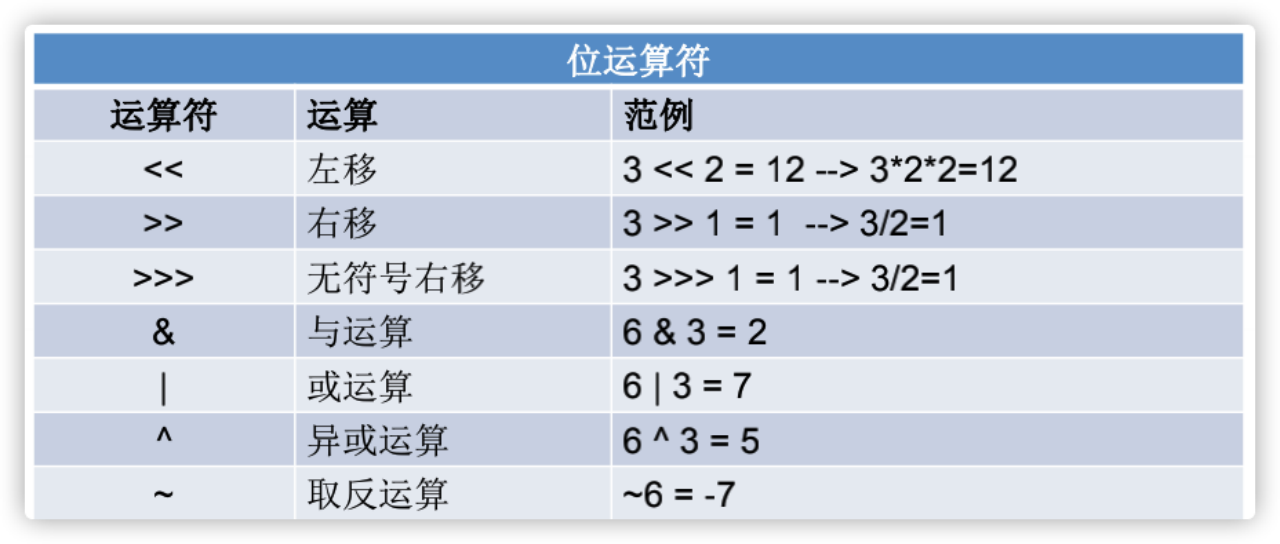 位运算符
运算符 运算 范例
<< 左移 3 << 2 = 12 --> 3*2*2=12
>> 右移 3 >> 1 = 1 --> 3/2=1
>>> 无符号右移 3 >>> 1 = 1 --> 3/2=1
& 与运算 6 & 3 = 2
| 或运算 6 | 3 = 7
^ 异或运算 6 ^ 3 = 5
~ 取反运算 ~6 = -7